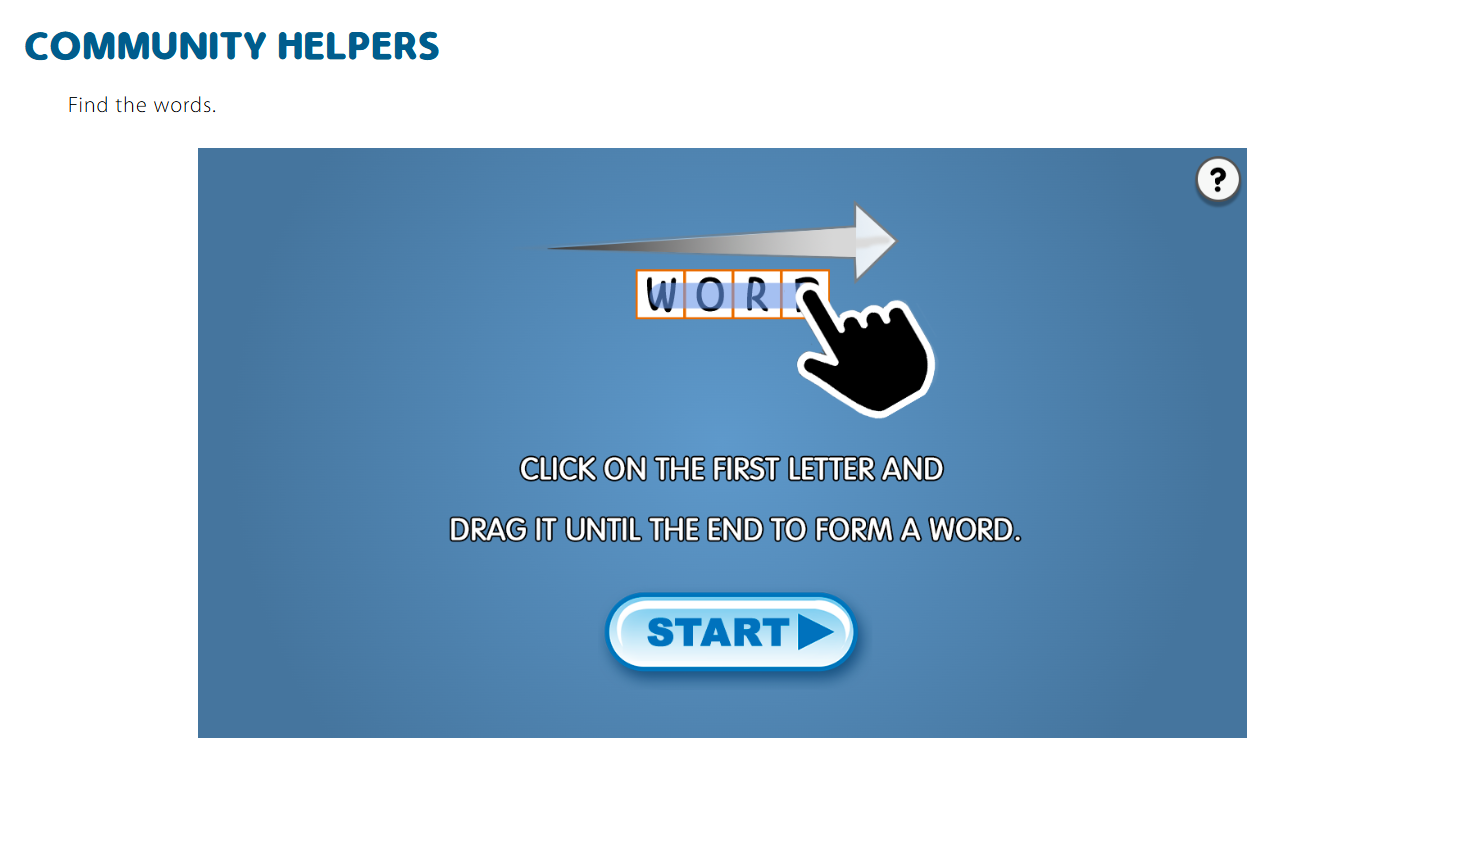 COMMUNITY HELPERS
Find the words.
?
WOR
CLICK ON THE FIRST LETTER AND
DRAG IT UNTIL THE END TO FORM A WORD.
START